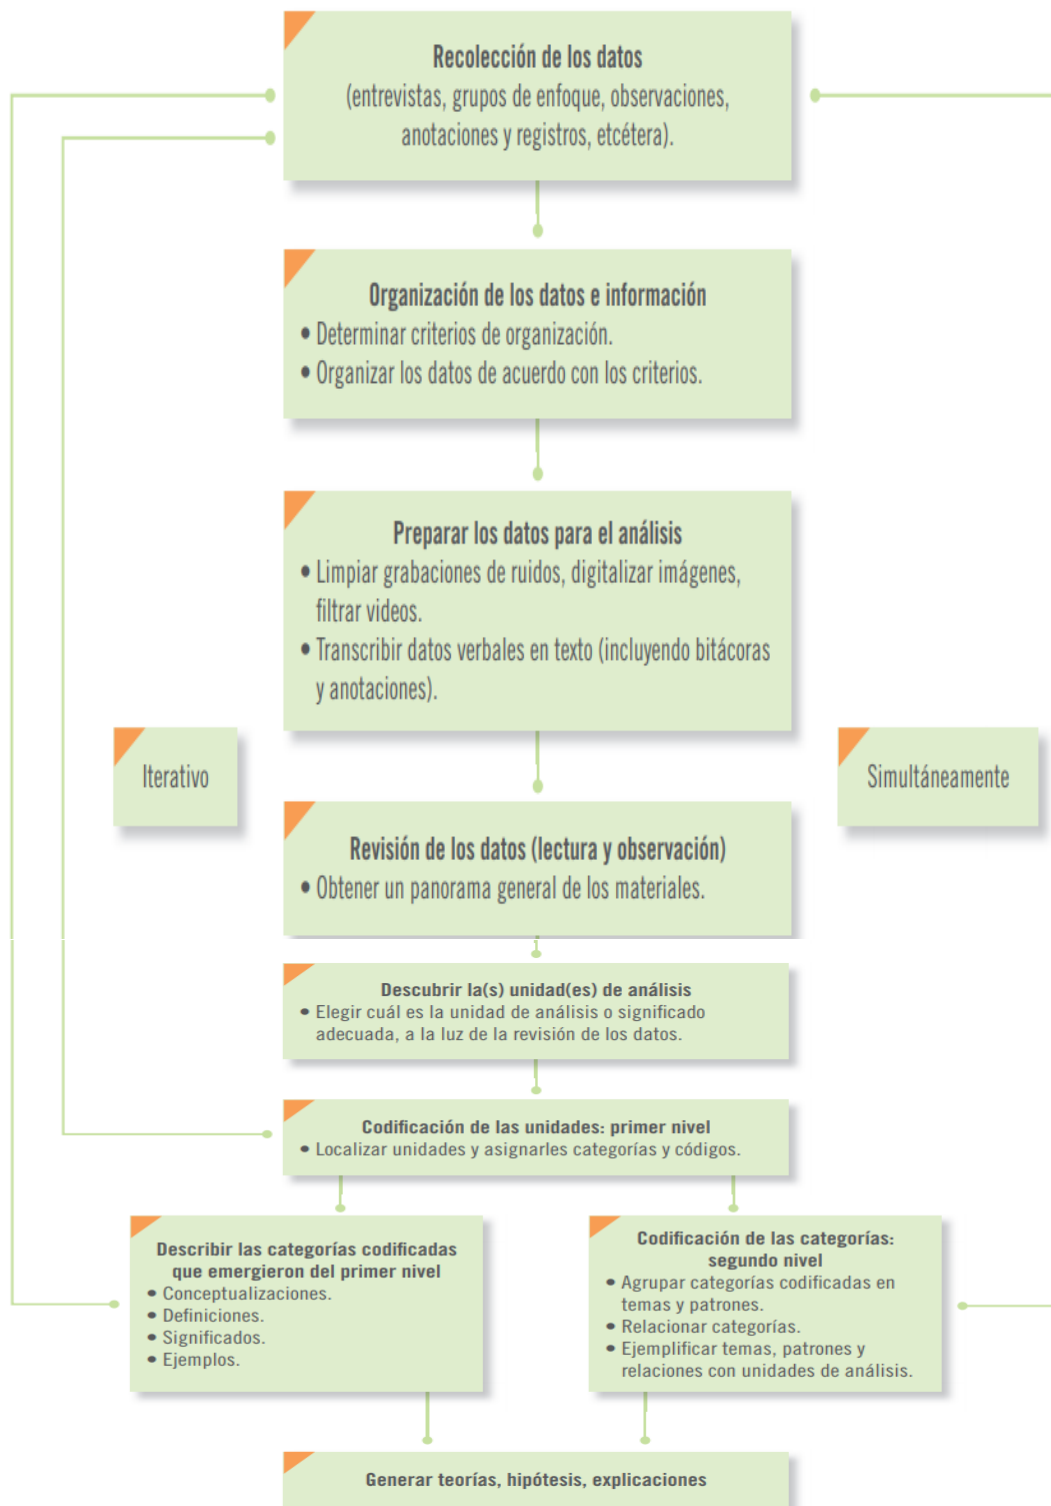 Recolección de los datos
(entrevistas, grupos de enfoque, observaciones,
anotaciones y registros, etcétera).
Organización de los datos e información
• Determinar criterios de organización.
• Organizar los datos de acuerdo con los criterios.
Preparar los datos para el análisis
• Limpiar grabaciones de ruidos, digitalizar imágenes,
filtrar videos.
• Transcribir datos verbales en texto (incluyendo bitácoras
y anotaciones).
Iterativo
Simultáneamente
Revisión de los datos (lectura y observación)
• Obtener un panorama general de los materiales.
Descubrir la(s) unidad(es) de análisis
• Elegir cuál es la unidad de análisis o significado
adecuada, a la luz de la revisión de los datos.
Codificación de las unidades: primer nivel
• Localizar unidades y asignarles categorías y códigos.
Describir las categorías codificadas
que emergieron del primer nivel
• Conceptualizaciones.
• Definiciones.
• Significados.
• Ejemplos.
Codificación de las categorías:
segundo nivel
• Agrupar categorías codificadas en
temas y patrones.
• Relacionar categorías.
• Ejemplificar temas, patrones y
relaciones con unidades de análisis.
Generar teorías, hipótesis, explicaciones